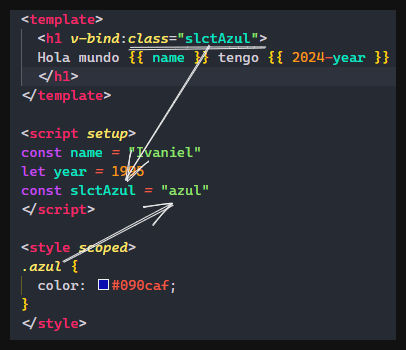 <template>
<h1 v-bind:class="slctAzul">
Hola mundo {{ name }} tengo {{ 2024-year }}
</h1>
</template>
<script setup>
const name = "Ivaniel"
let year = 1995
const slctAzul = "azul"
</script>
<style scoped>
.azul {
color: #090caf;
}
</style>